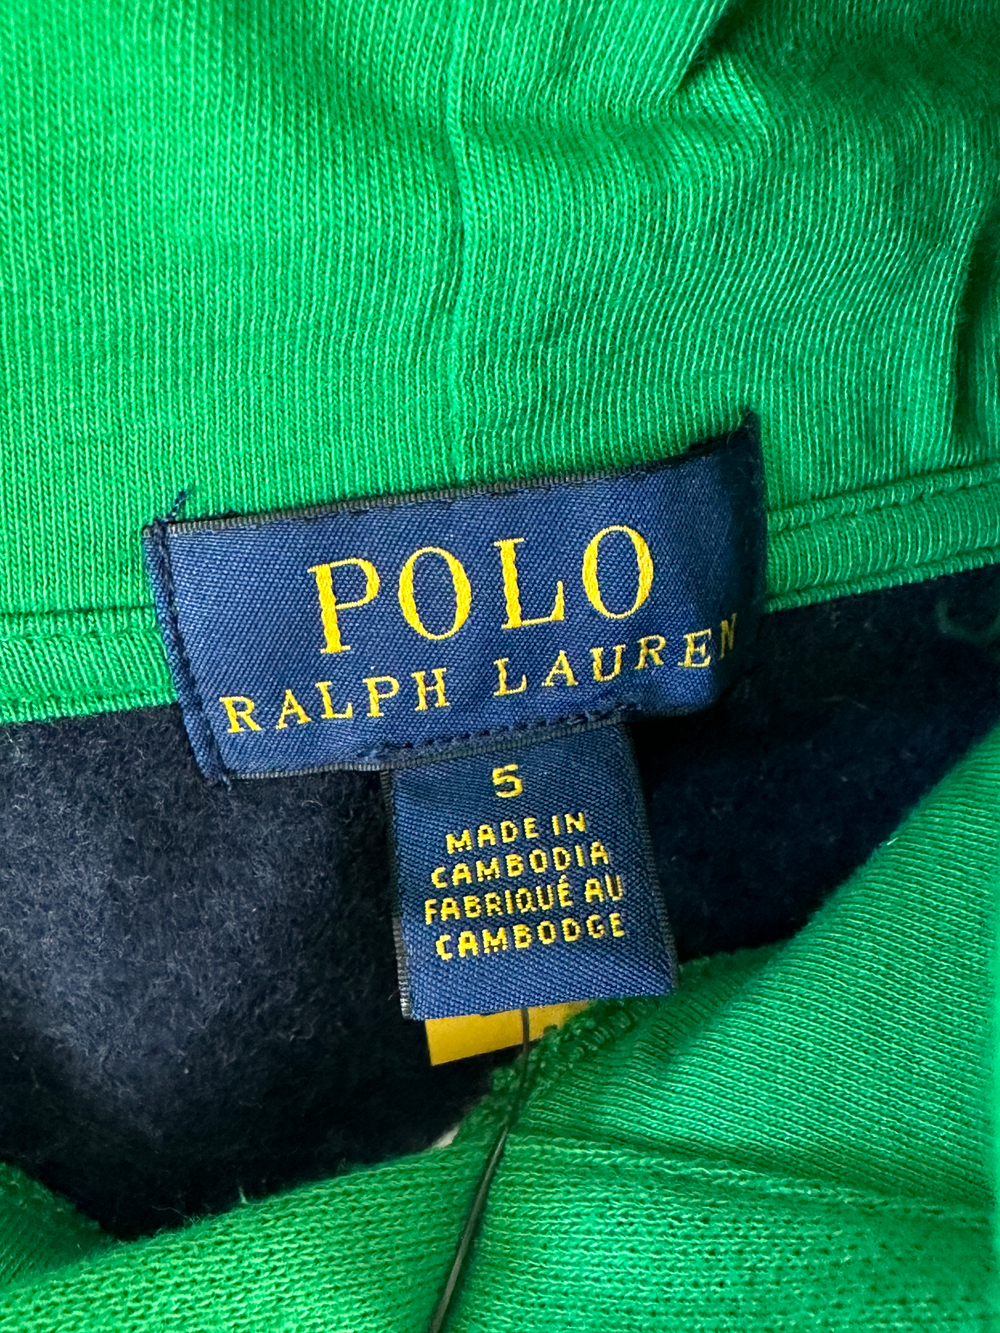 POLO
RALPH LAUREN
5
MADE IN
CAMBODIA
FABRIQUÉ AU
CAMBODGE